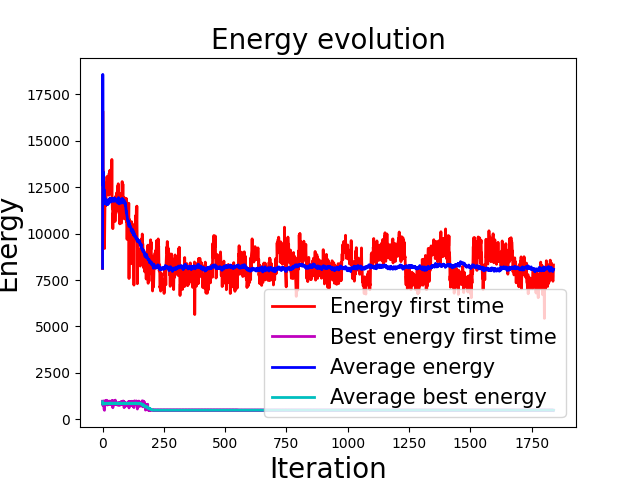 Energy evolution
Energy
17500
15000
12500
10000
7500
5000
2500
0
Energy first time
Best energy first time
Average energy
Average best energy
0 250 500 750 1000 1250 1500 1750
Iteration